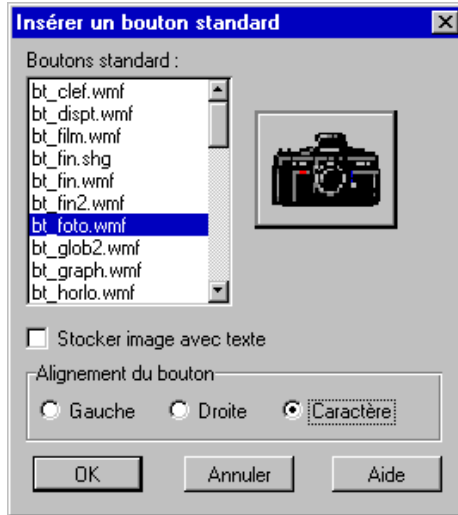 Insérer un bouton standard
Boutons standard :
bt_clef.wmf
bt_dispt.wmf
bt_film.wmf
bt_fin.shg
bt_fin.wmf
bt_fin2.wmf
bt_foto.wmf
bt_glob2.wmf
bt_graph.wmf
bt_horlo.wmf
Stocker image avec texte
Alignement du bouton
Gauche Droite Caractère
OK Annuler Aide